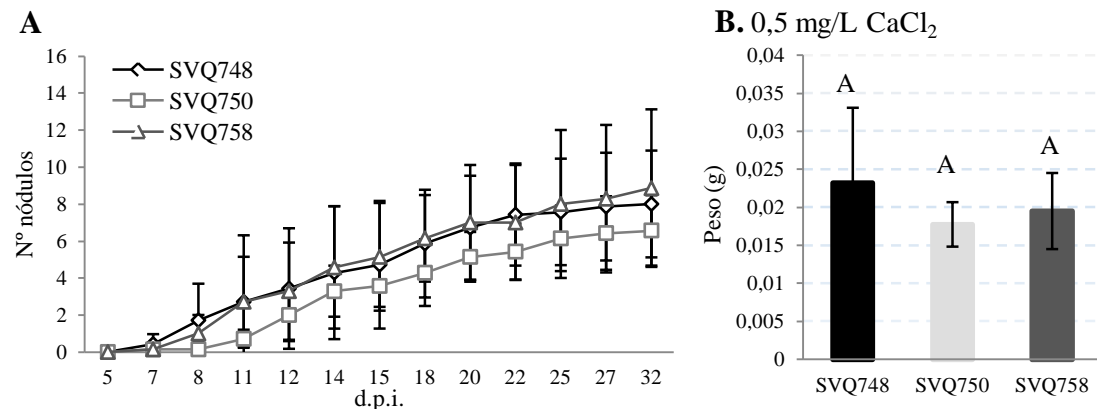 A
16
14
12
10
8
6
4
2
0
Nº nódulos
SVQ748
SVQ750
SVQ758
5 7 8 11 12 14 15 18 20 22 25 27 32
d.p.i.
B. 0,5 mg/L CaCl₂
0,04
0,035
0,03
0,025
0,02
0,015
0,01
0,005
0
Peso (g)
A A A
SVQ748 SVQ750 SVQ758